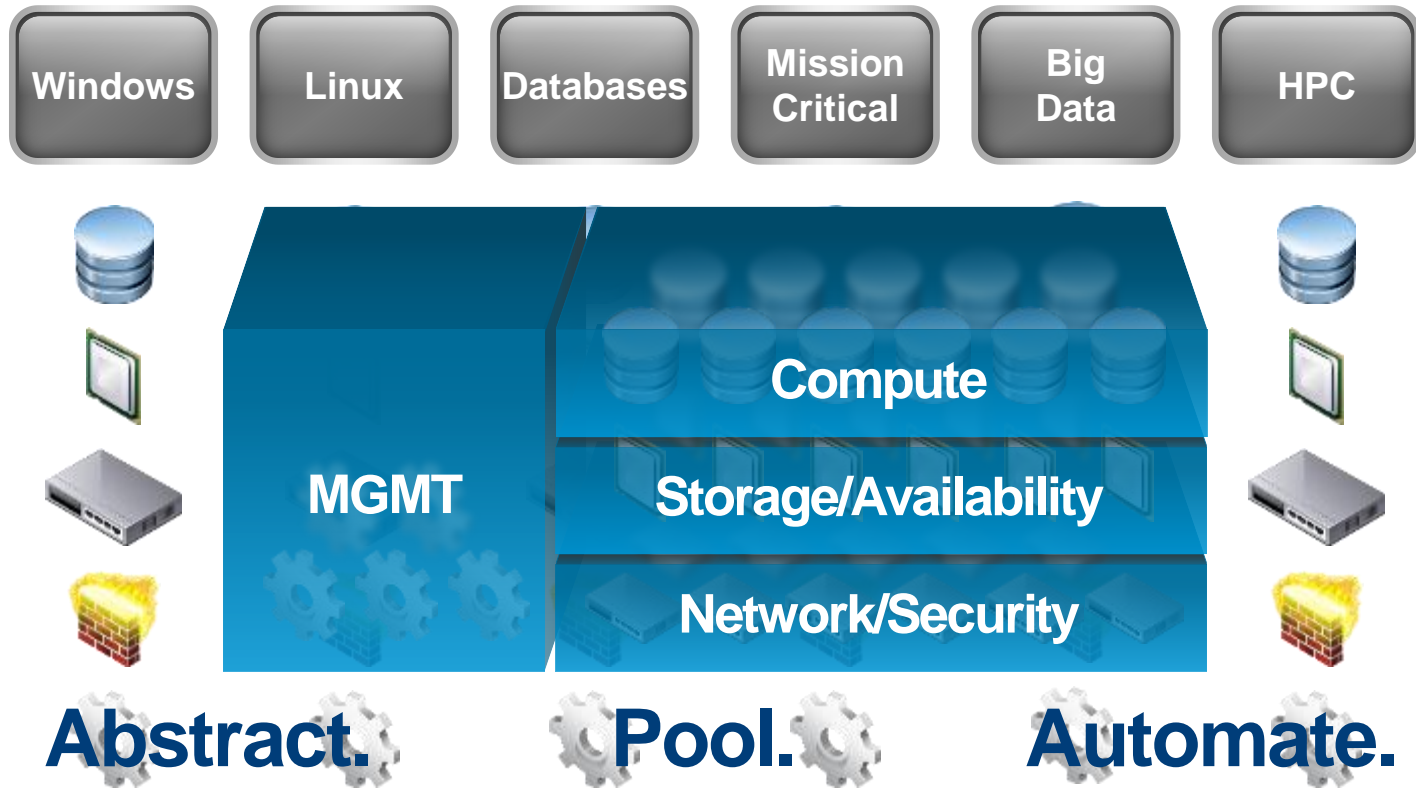 Windows
Linux
Databases
Mission
Critical
Big
Data
HPC
MGMT
Compute
Storage/Availability
Network/Security
Abstract.
Pool.
Automate.